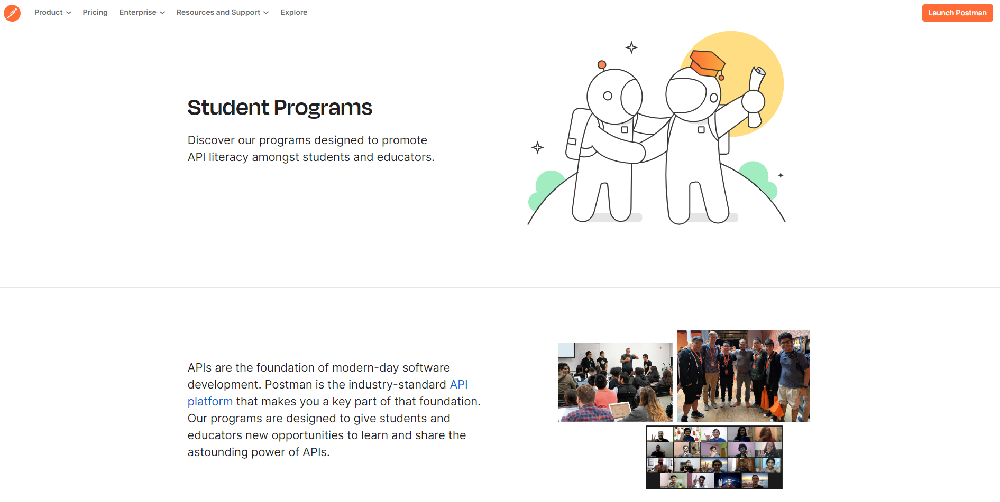 Product
Pricing
Enterprise
Resources and Support
Explore
Launch Postman
Student Programs
Discover our programs designed to promote
API literacy amongst students and educators.
APIs are the foundation of modern-day software
development. Postman is the industry-standard API
platform that makes you a key part of that foundation.
Our programs are designed to give students and
educators new opportunities to learn and share the
astounding power of APIs.